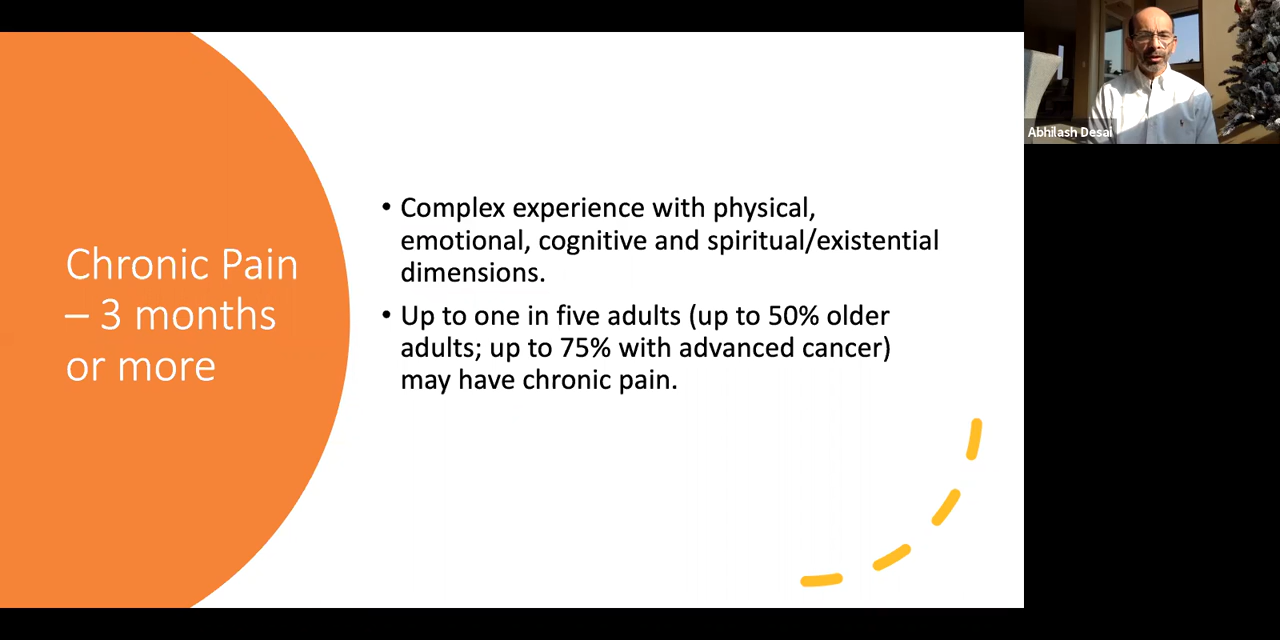 Chronic Pain
– 3 months
or more
• Complex experience with physical,
emotional, cognitive and spiritual/existential
dimensions.
• Up to one in five adults (up to 50% older
adults; up to 75% with advanced cancer)
may have chronic pain.
Abhilash Desai